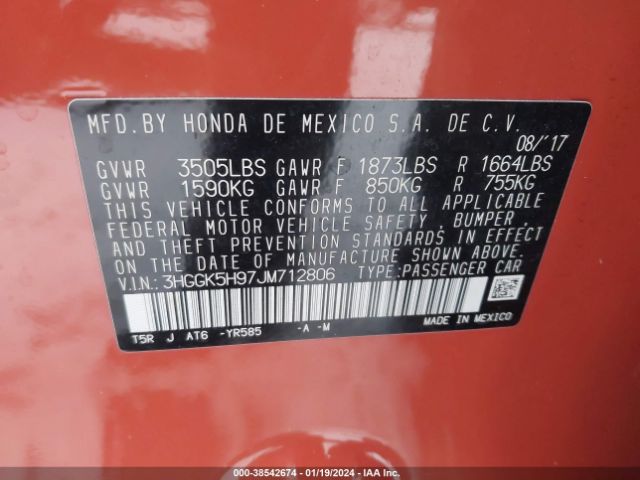 MFD.BY HONDA DE MEXICO S.A. DE C.V.
08/'17
GVWR 3505LBS GAWR F 1873LBS R 1664LBS
GVWR 1590KG GAWR F 850KG R 755KG
THIS VEHICLE CONFORMS TO ALL APPLICABLE
FEDERAL MOTOR VEHICLE SAFETY, BUMPER,
AND THEFT PREVENTION STANDARDS IN EFFECT
ON THE DATE OF MANUFACTURE SHOWN ABOVE.
V.I.N.: 3HGGK5H97JM712806 TYPE: PASSENGER CAR
T5R J AT6 -YR585 -A -M MADE IN MEXICO
000-38542674 | 01/19/2024 | IAA Inc.